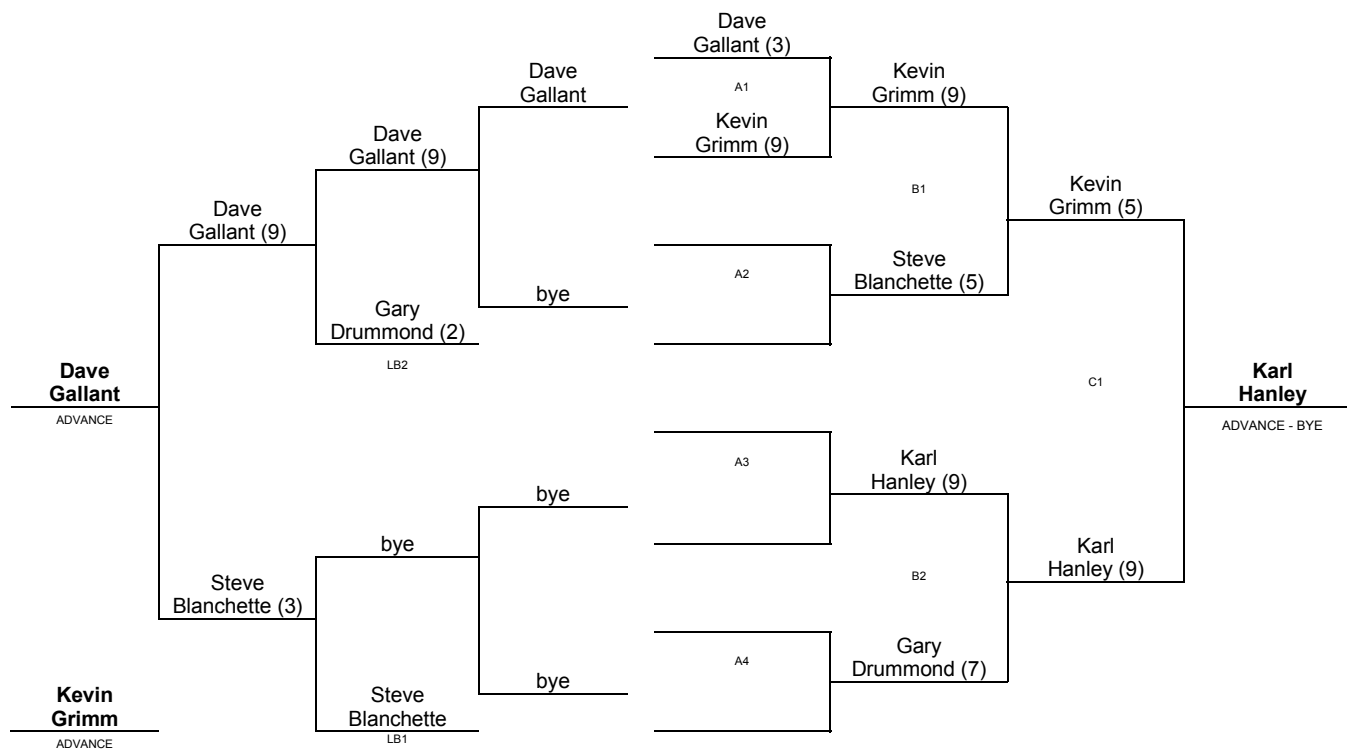 Dave
Gallant (3)
Dave
Gallant
A1
Kevin
Grimm (9)
Kevin
Grimm (9)
Dave
Gallant (9)
B1
Kevin
Grimm (5)
Dave
Gallant (9)
A2
Steve
Blanchette (5)
bye
Gary
Drummond (2)
LB2
Dave
Gallant
ADVANCE
C1
Karl
Hanley
ADVANCE - BYE
A3
Karl
Hanley (9)
bye
bye
Karl
Hanley (9)
Steve
Blanchette (3)
B2
A4
Gary
Drummond (7)
bye
Kevin
Grimm
ADVANCE
Steve
Blanchette
LB1